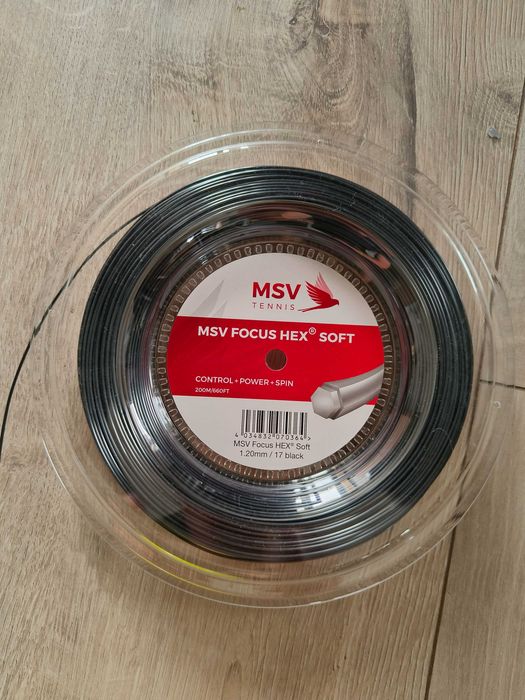 MSV
TENNIS
MSV FOCUS HEX® SOFT
CONTROL + POWER + SPIN
200M/660FT
4 034832 070364 >
MSV Focus HEX® Soft
1.20mm / 17 black